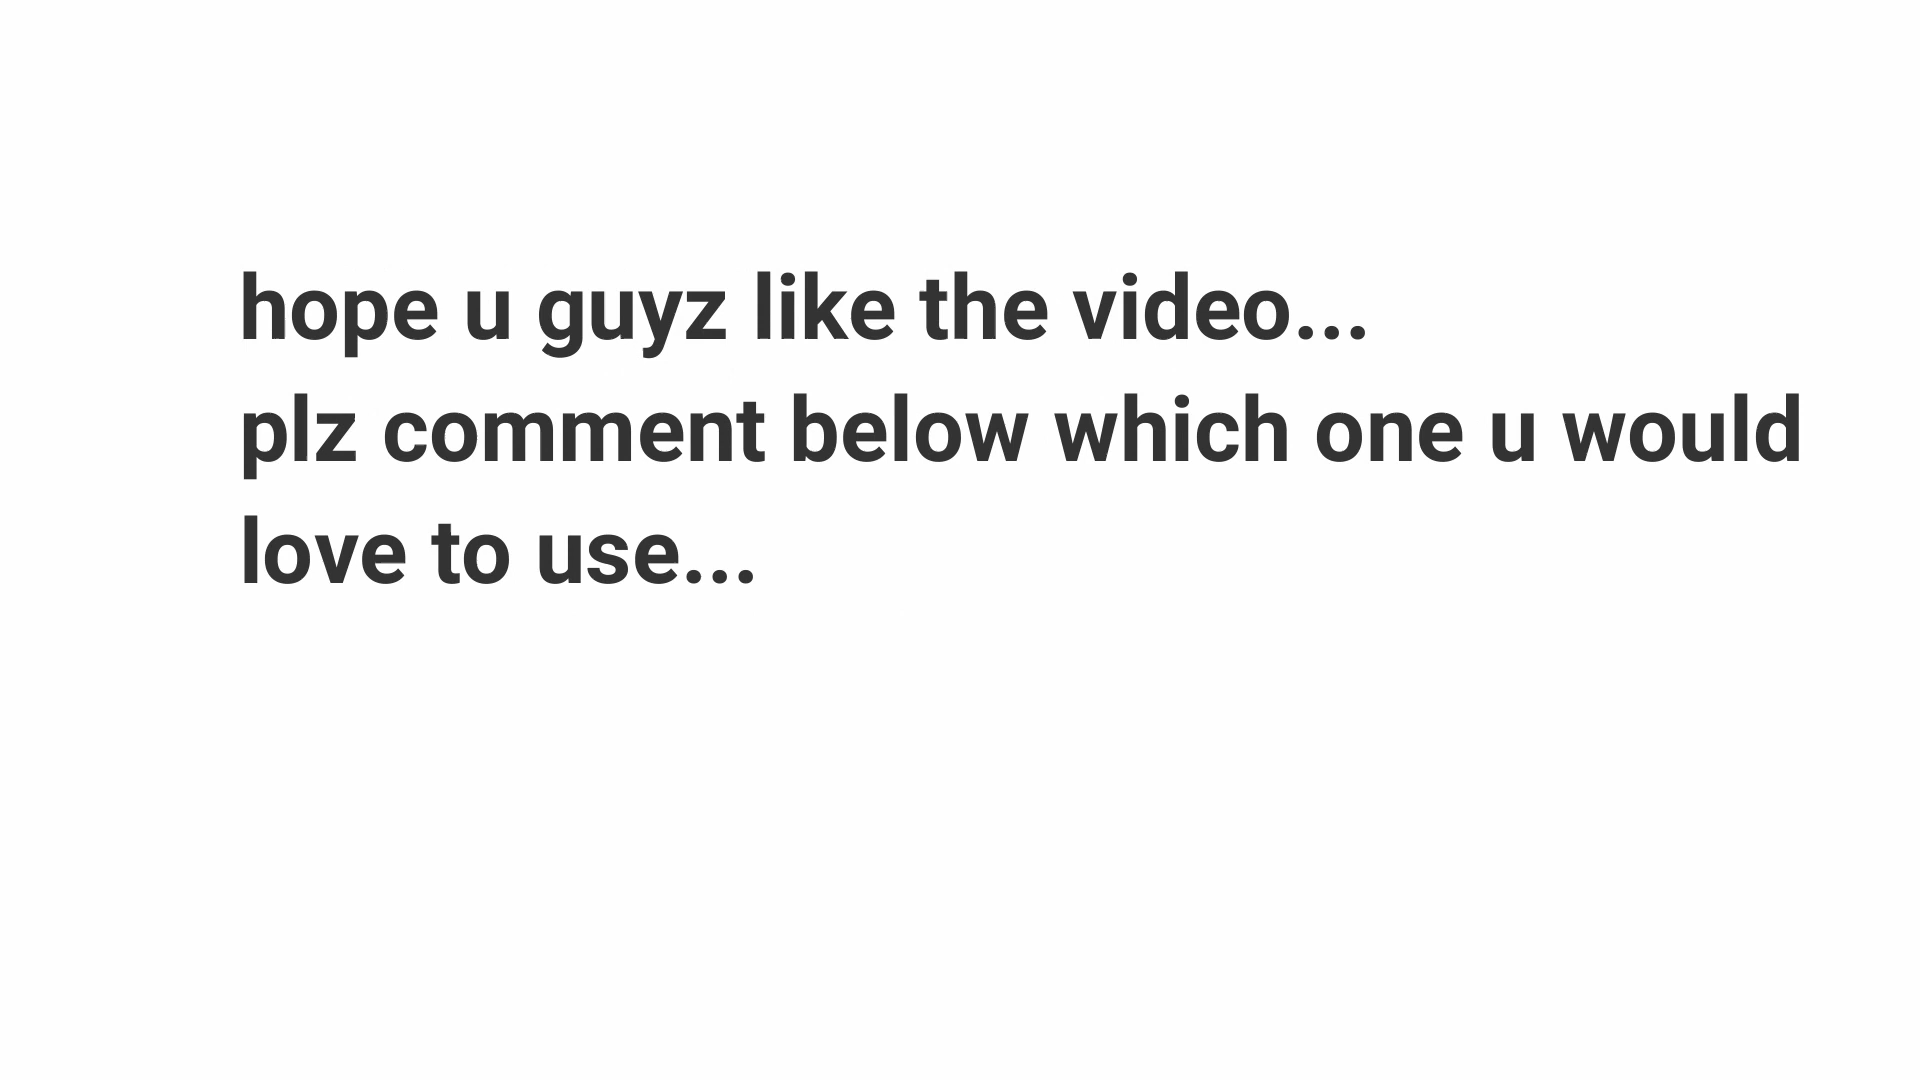 hope u guyz like the video...
plz comment below which one u would
love to use...